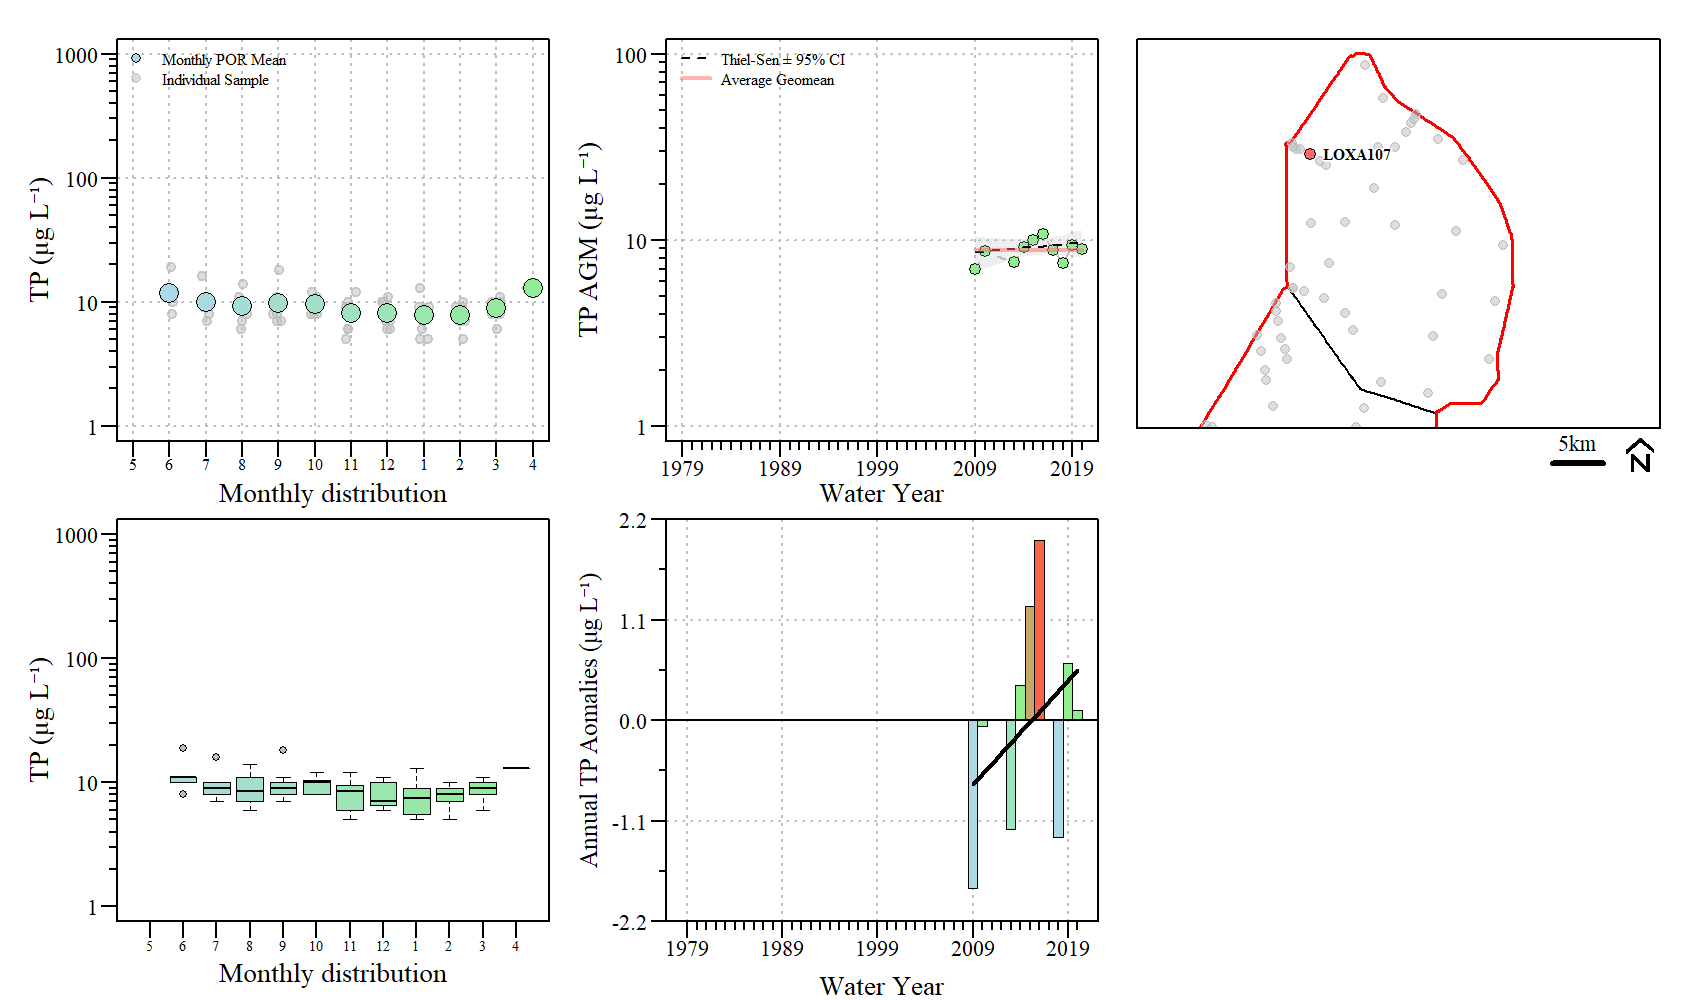 1000
100
10
1
TP (µg L⁻¹)
Monthly POR Mean
Individual Sample
5 6 7 8 9 10 11 12 1 2 3 4
Monthly distribution
100
10
1
TP AGM (µg L⁻¹)
Thiel-Sen ± 95% CI
Average Geomean
1979 1989 1999 2009 2019
Water Year
LOXA107
5km
N
1000
100
10
1
TP (µg L⁻¹)
5 6 7 8 9 10 11 12 1 2 3 4
Monthly distribution
2.2
1.1
0.0
-1.1
-2.2
Annual TP Aomalies (µg L⁻¹)
1979 1989 1999 2009 2019
Water Year